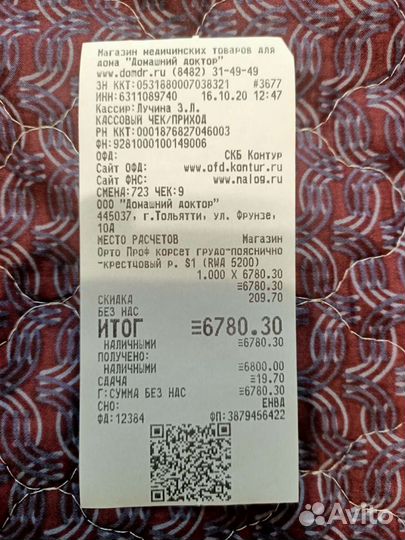 Магазин медицинских товаров для
дома "Домашний доктор"
www.domdr.ru (8482) 31-49-49
ЗН ККТ:0531880007038321 #3677
ИНН:6311089740 16.10.20 12:47
Кассир:Лучина З.Л.
КАССОВЫЙ ЧЕК/ПРИХОД
РН ККТ:0001876827046003
ФН:9281000100149006
ОФД: СКБ Контур
Сайт ОФД: www.ofd.kontur.ru
Сайт ФНС: www.nalog.ru
СМЕНА:723 ЧЕК:9
ООО "Домашний доктор"
445037, г.Тольятти, ул. Фрунзе,
10А
МЕСТО РАСЧЕТОВ Магазин
Орто Проф корсет грудо-пояснично
-крестцовый р. S1 (RWA 5200)
1.000 X 6780.30
≡6780.30
СКИДКА 209.70
БЕЗ НДС
ИТОГ ≡6780.30
НАЛИЧНЫМИ ≡6780.30
ПОЛУЧЕНО:
НАЛИЧНЫМИ ≡6800.00
СДАЧА ≡19.70
Г:СУММА БЕЗ НДС ≡6780.30
СНО: ЕНВД
ФД:12384 ФП:3879456422
Avito